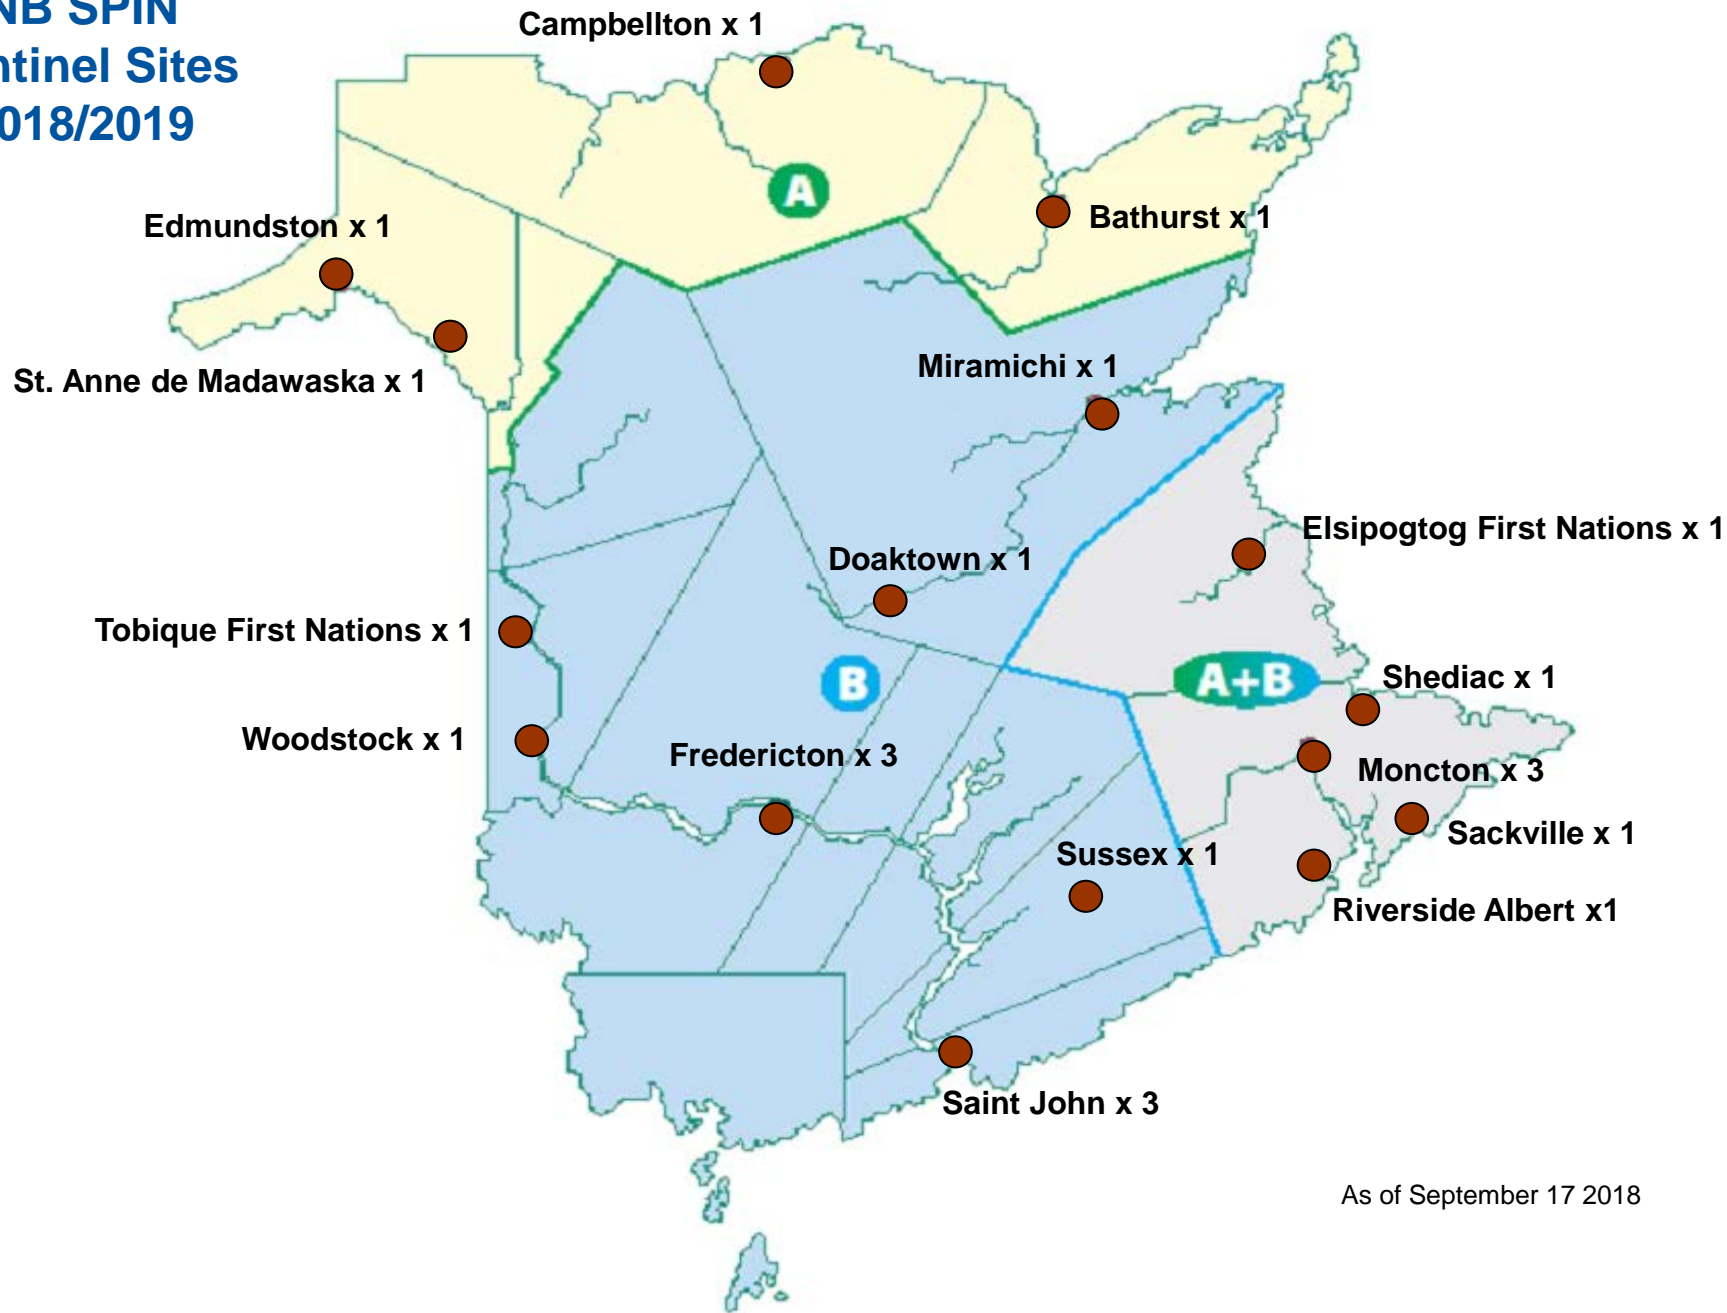 NB SPIN
ntinel Sites
018/2019
Campbellton x 1
A
Edmundston x 1
Bathurst x 1
Miramichi x 1
St. Anne de Madawaska x 1
Elsipogtog First Nations x 1
Doaktown x 1
Tobique First Nations x 1
B
A+B
Shediac x 1
Woodstock x 1
Fredericton x 3
Moncton x 3
Sackville x 1
Sussex x 1
Riverside Albert x1
Saint John x 3
As of September 17 2018